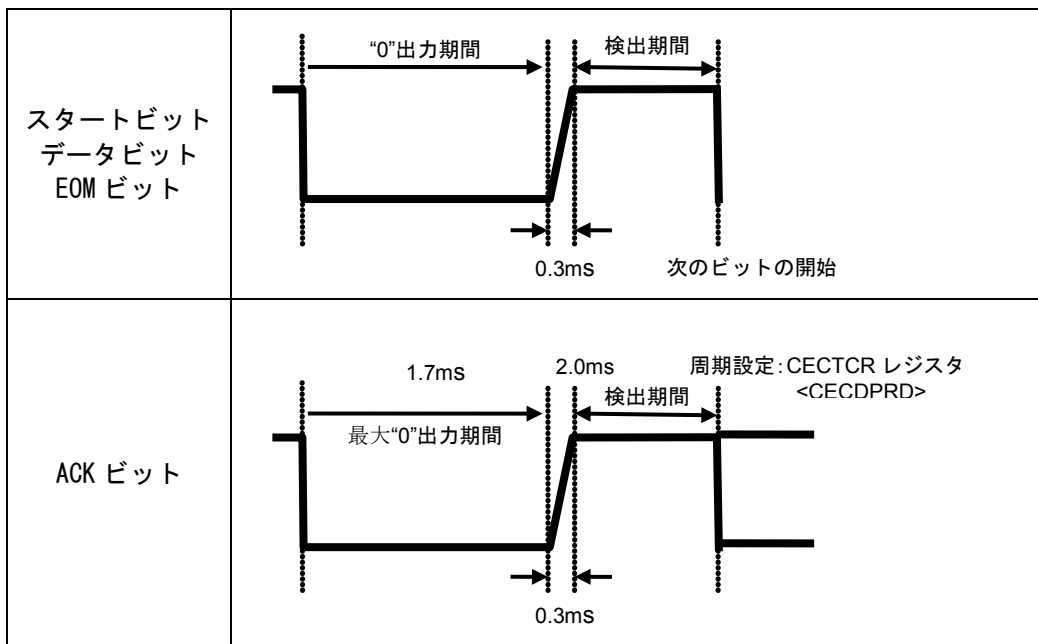 スタートビット
データビット
EOM ビット
“0”出力期間
検出期間
0.3ms
次のビットの開始
ACK ビット
1.7ms
2.0ms
周期設定:CECTCR レジスタ
<CECDPRD>
最大“0”出力期間
検出期間
0.3ms